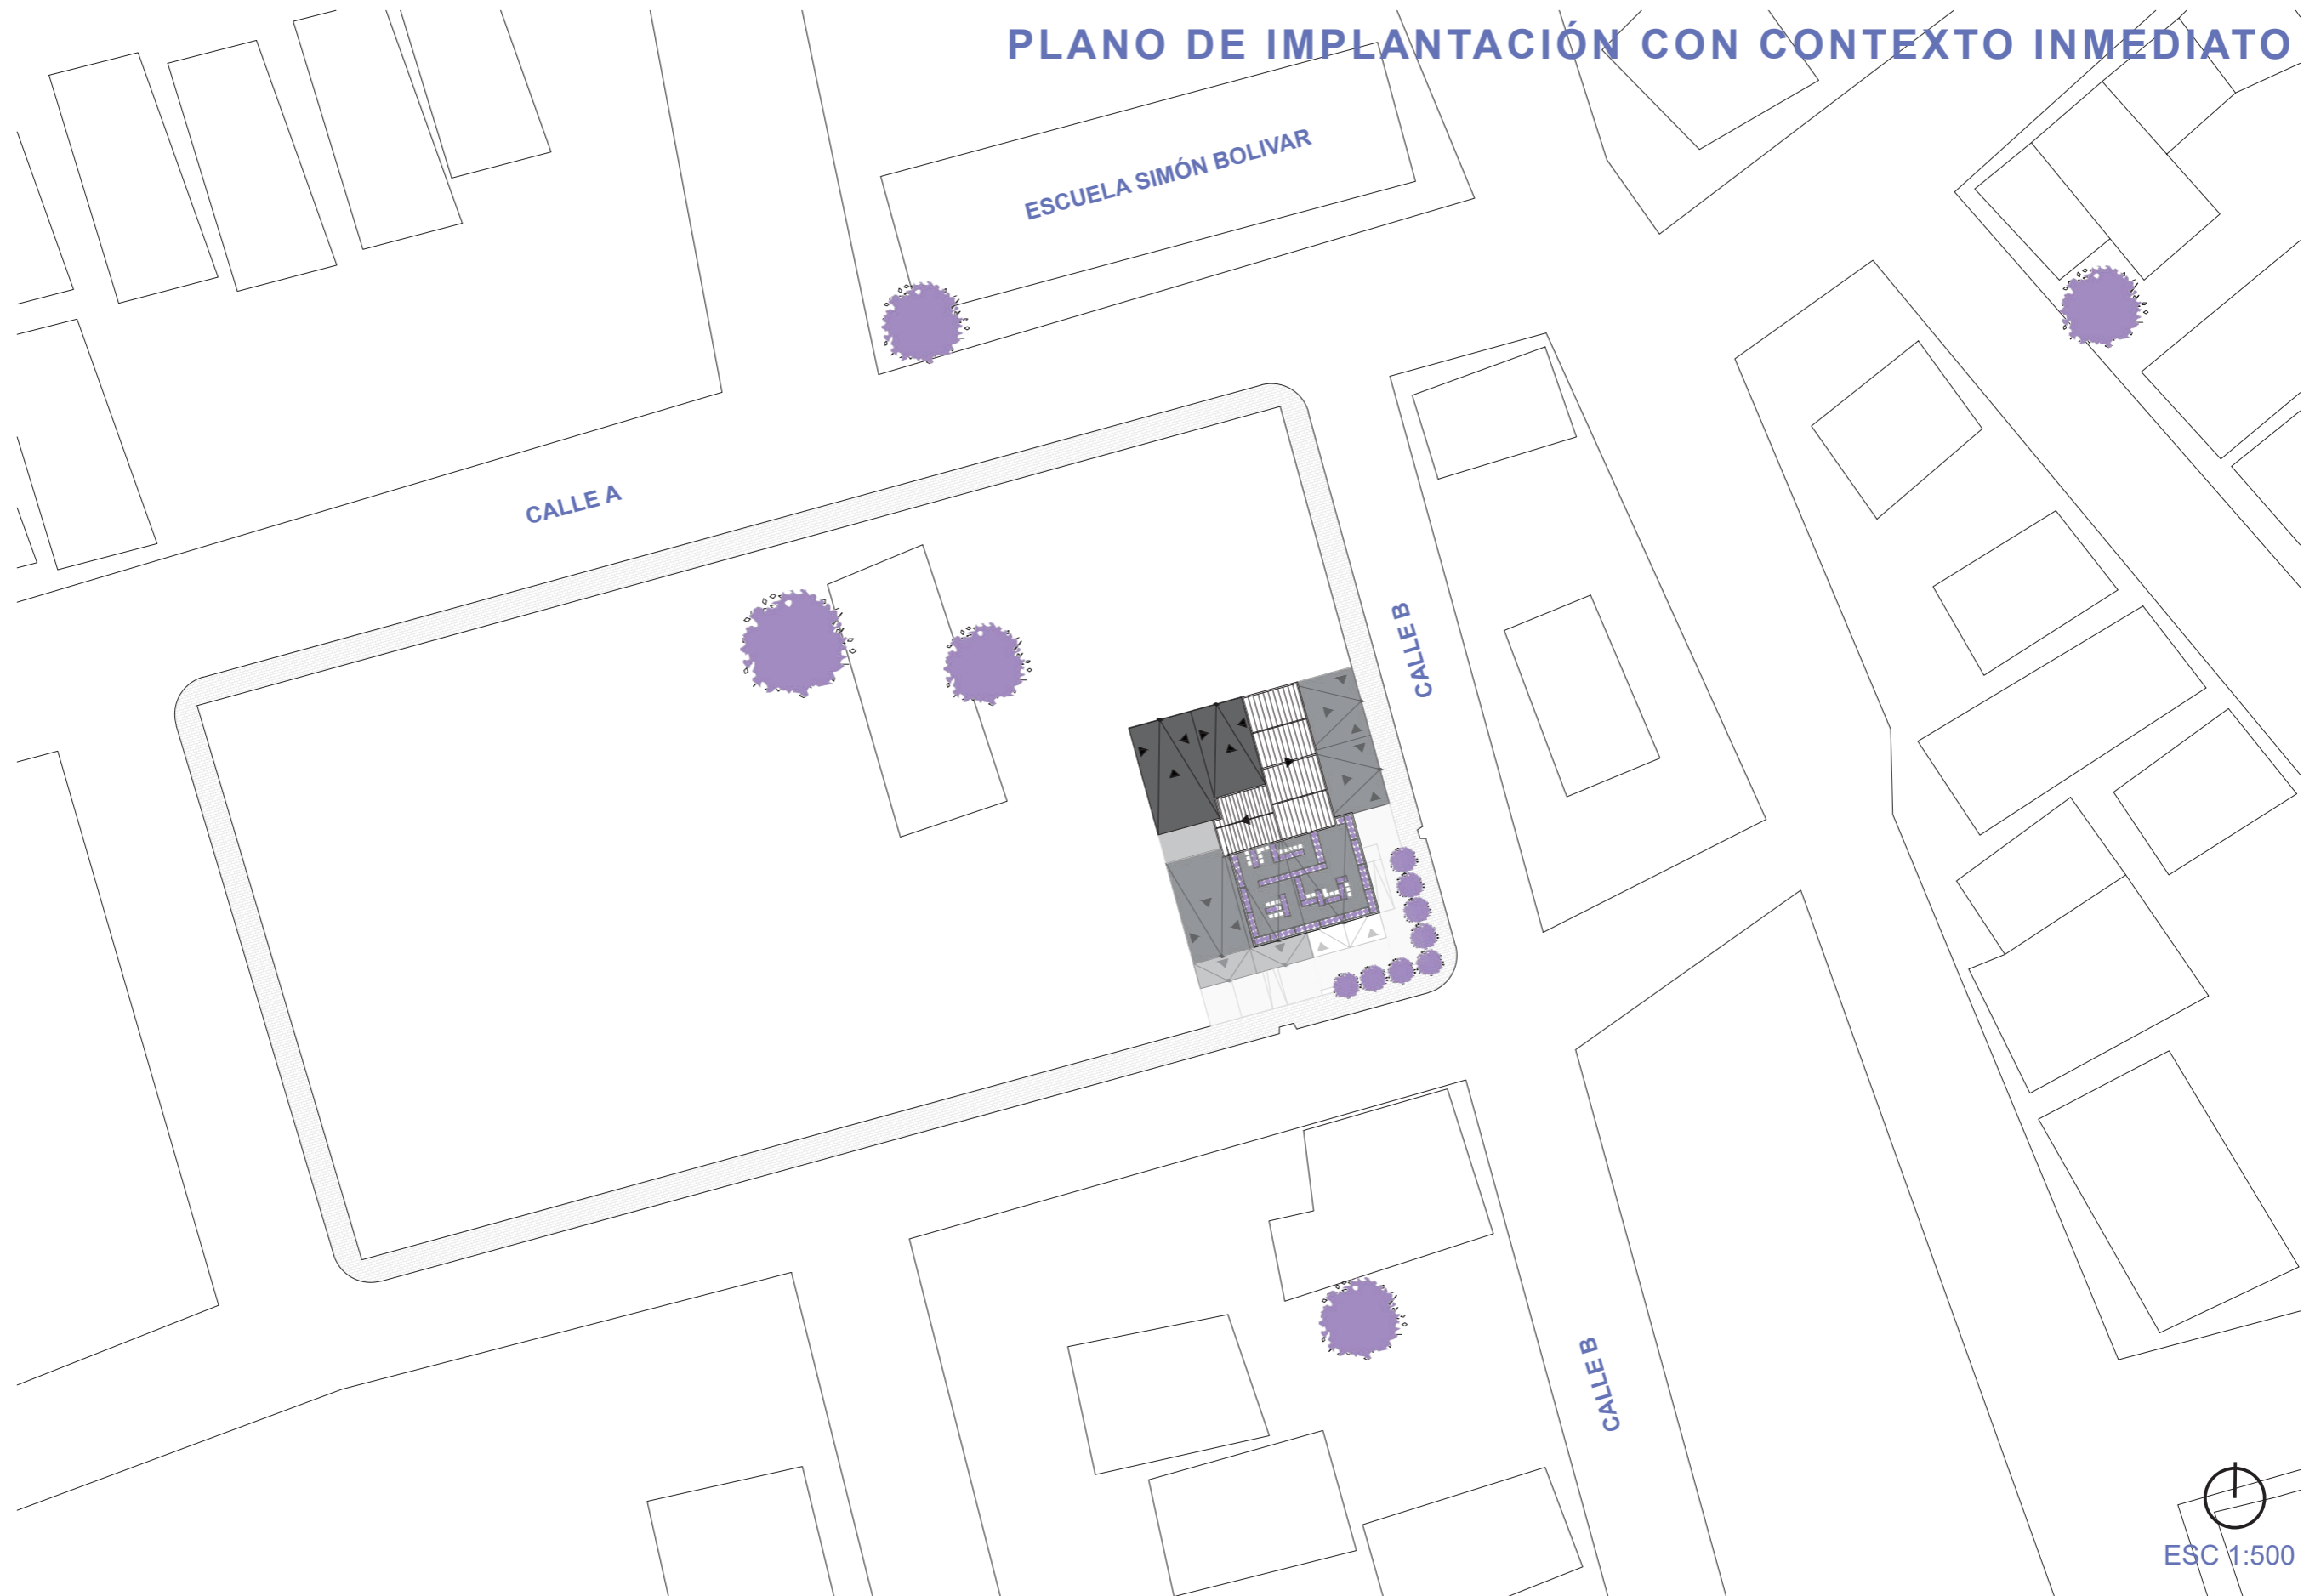 PLANO DE IMPLANTACIÓN CON CONTEXTO INMEDIATO
ESCUELA SIMÓN BOLIVAR
CALLE A
CALLE B
CALLE B
ESC 1:500